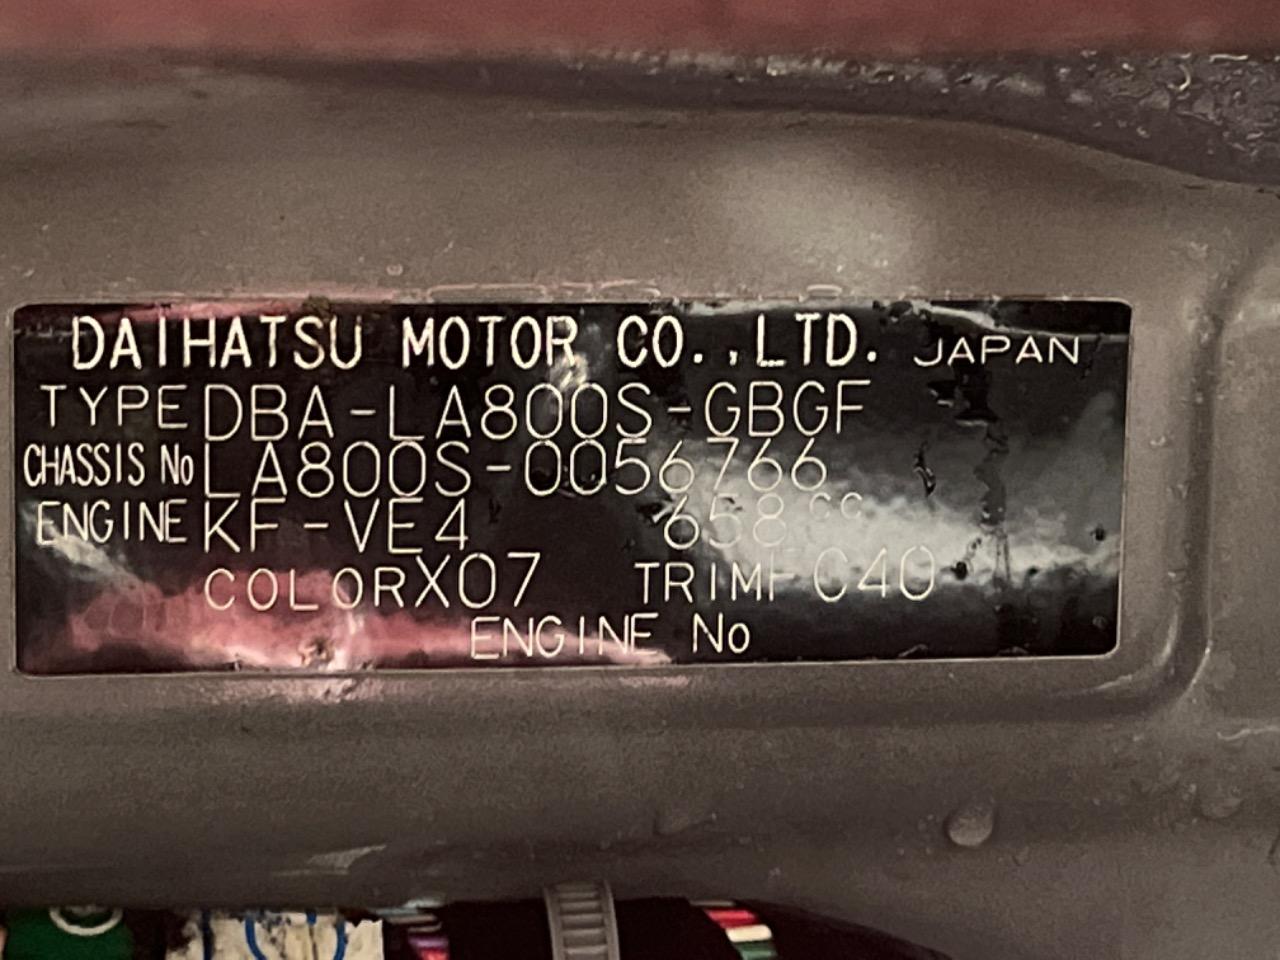 DAIHATSU MOTOR CO.,LTD. JAPAN
TYPE DBA-LA800S-GBGF
CHASSIS No LA800S-0056766
ENGINE KF-VE4 658CC
COLOR X07 TRIM FC40
ENGINE No